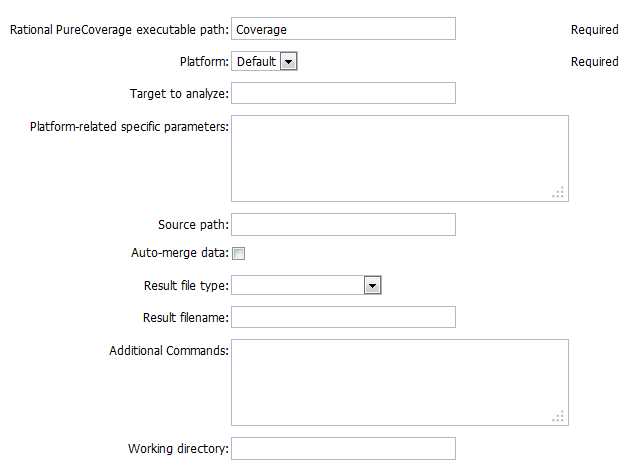 Rational PureCoverage executable path: Coverage Required
Platform: Default Required
Target to analyze:
Platform-related specific parameters:
Source path:
Auto-merge data:
Result file type:
Result filename:
Additional Commands:
Working directory: